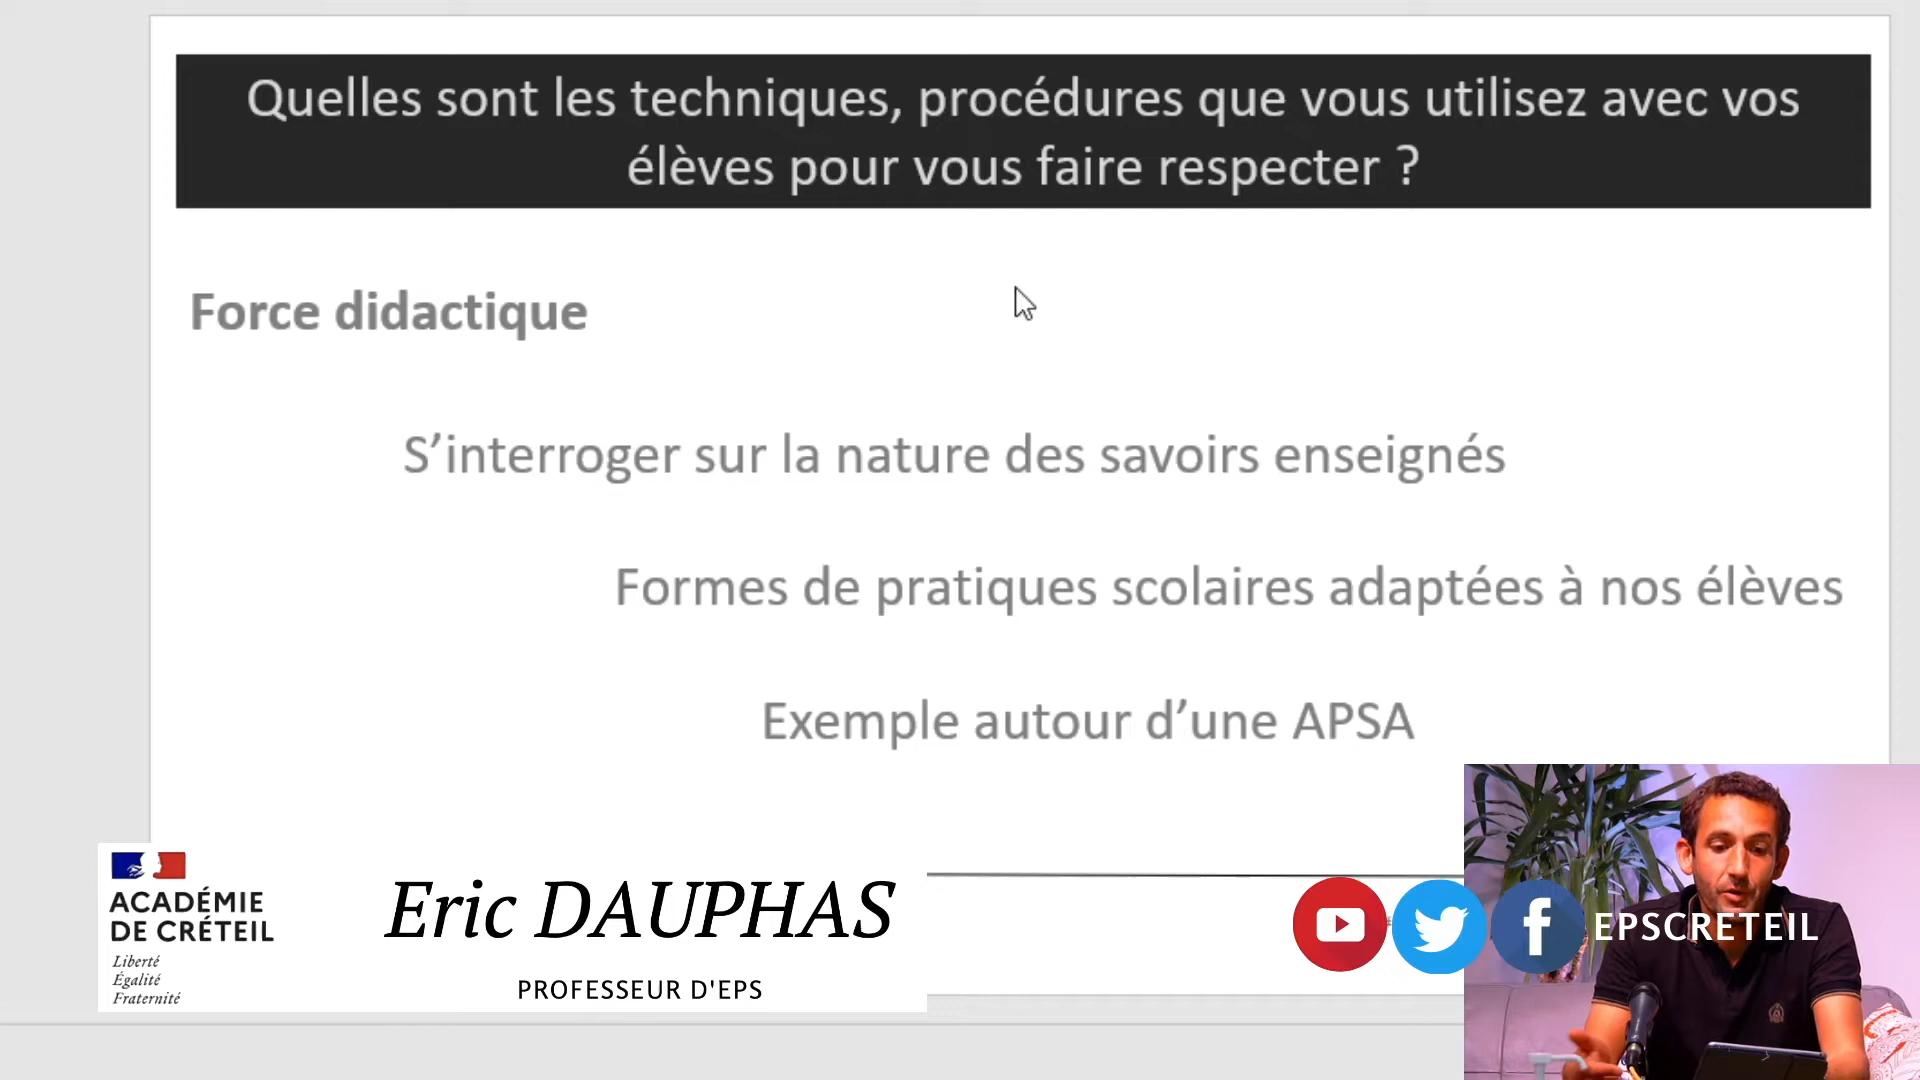 Quelles sont les techniques, procédures que vous utilisez avec vos
élèves pour vous faire respecter ?
Force didactique
S’interroger sur la nature des savoirs enseignés
Formes de pratiques scolaires adaptées à nos élèves
Exemple autour d’une APSA
ACADÉMIE
DE CRÉTEIL
Liberté
Égalité
Fraternité
Eric DAUPHAS
PROFESSEUR D'EPS
EPSCRETEIL